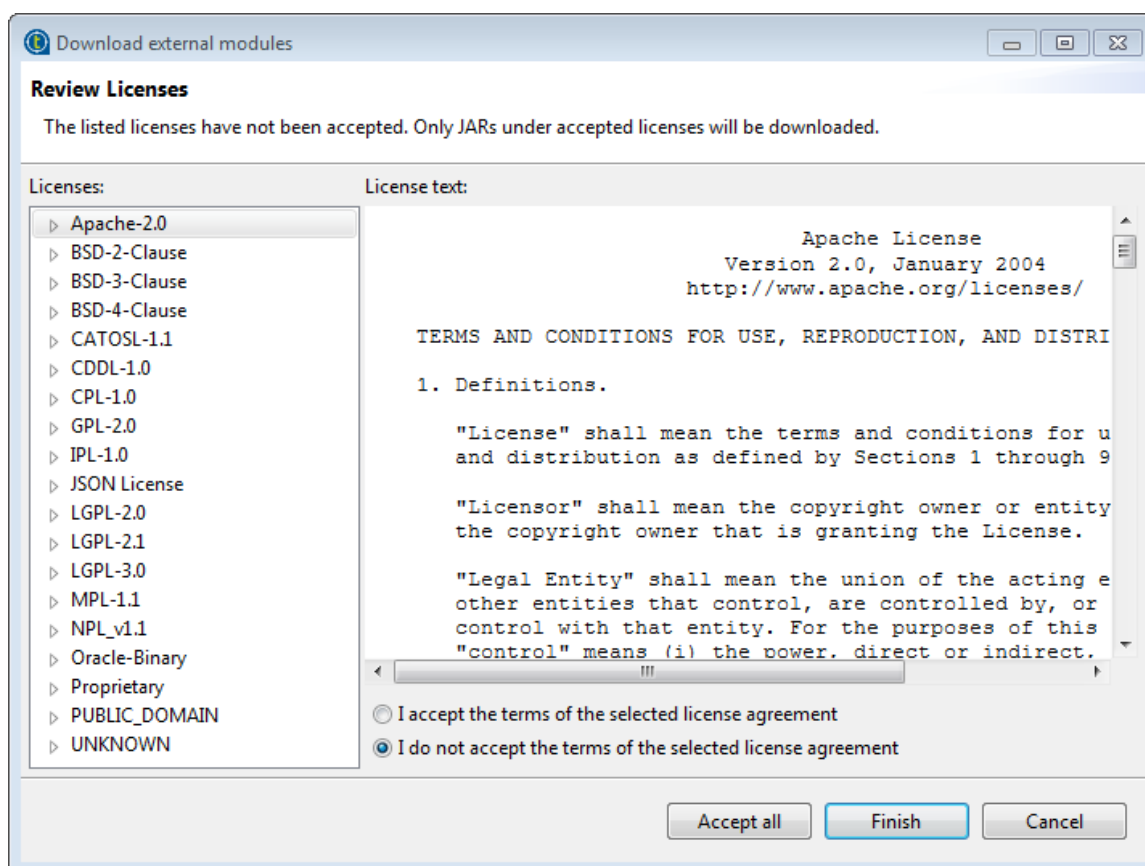 Download external modules
Review Licenses
The listed licenses have not been accepted. Only JARs under accepted licenses will be downloaded.
Licenses:
Apache-2.0
BSD-2-Clause
BSD-3-Clause
BSD-4-Clause
CATOSL-1.1
CDDL-1.0
CPL-1.0
GPL-2.0
IPL-1.0
JSON License
LGPL-2.0
LGPL-2.1
LGPL-3.0
MPL-1.1
NPL_v1.1
Oracle-Binary
Proprietary
PUBLIC_DOMAIN
UNKNOWN
License text:
Apache License
Version 2.0, January 2004
http://www.apache.org/licenses/
TERMS AND CONDITIONS FOR USE, REPRODUCTION, AND DISTRI
1. Definitions.
"License" shall mean the terms and conditions for u
and distribution as defined by Sections 1 through 9
"Licensor" shall mean the copyright owner or entity
the copyright owner that is granting the License.
"Legal Entity" shall mean the union of the acting e
other entities that control, are controlled by, or
control with that entity. For the purposes of this
"control" means (i) the power, direct or indirect,
I accept the terms of the selected license agreement
I do not accept the terms of the selected license agreement
Accept all
Finish
Cancel